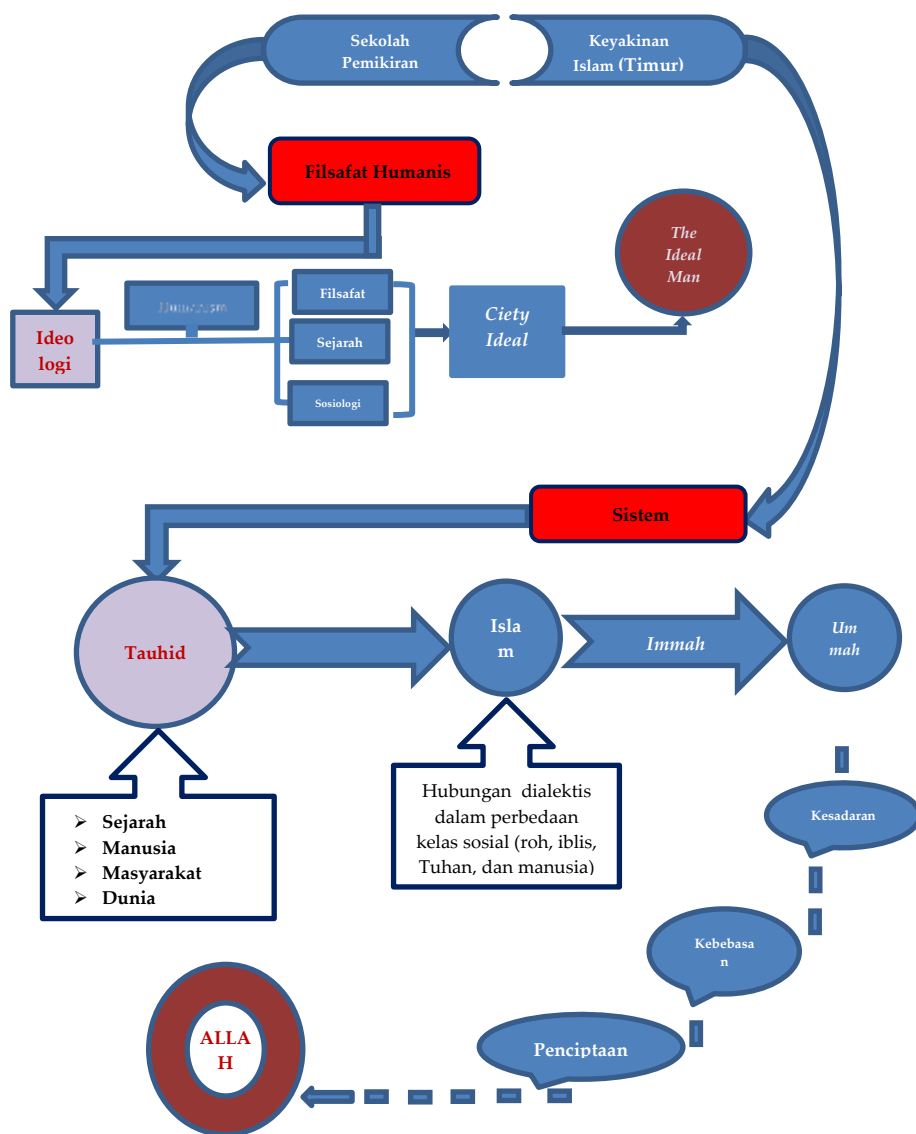 Sekolah
Pemikiran
Keyakinan
Islam (Timur)
Filsafat Humanis
The
Ideal
Man
Humanism
Filsafat
Ideo
logi
Sejarah
Ciety
Ideal
Sosiologi
Sistem
Tauhid
Isla
m
Immah
Um
mah
➢ Sejarah
➢ Manusia
➢ Masyarakat
➢ Dunia
Hubungan dialektis
dalam perbedaan
kelas sosial (roh, iblis,
Tuhan, dan manusia)
Kesadaran
Kebebasa
n
Penciptaan
ALLA
H